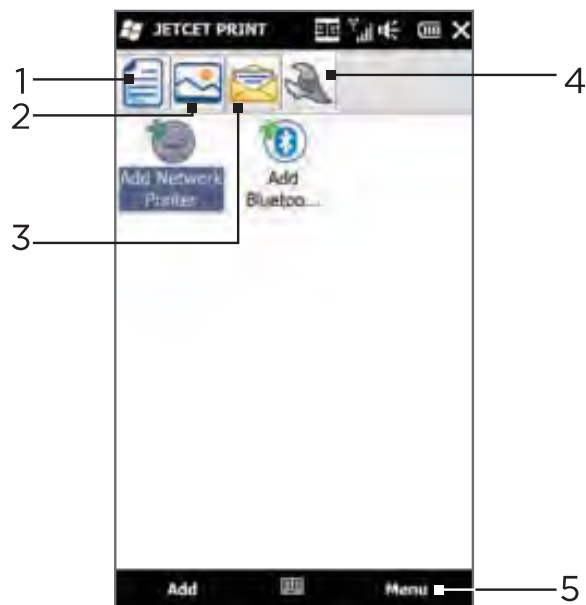 JETCET PRINT
1
2
3
4
Add Network
Printer
Add
Bluetoo...
Add
Menu
5